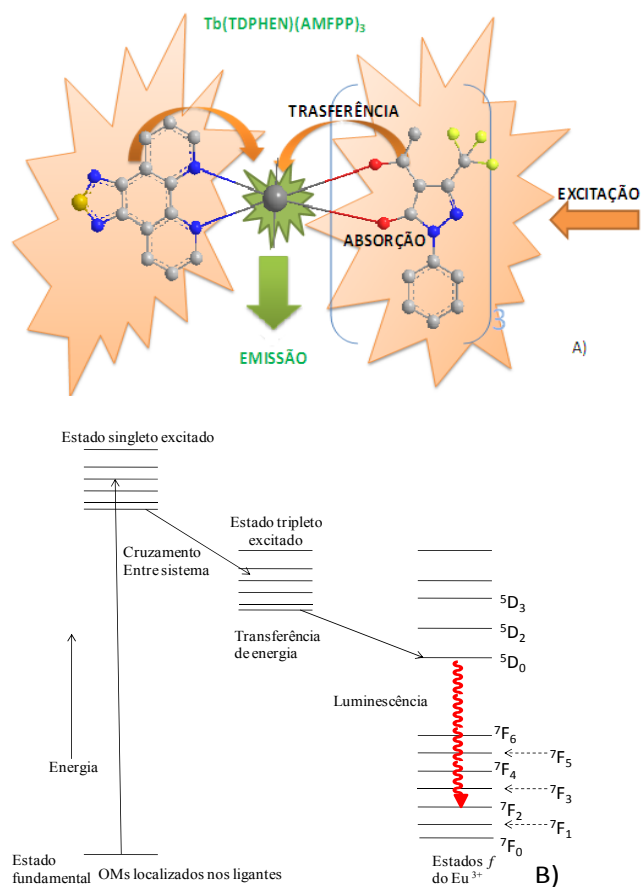 Tb(TDPHEN)(AMFPP)₃
TRASFERÊNCIA
EXCITAÇÃO
ABSORÇÃO
3
EMISSÃO
A)
Estado singleto excitado
Estado tripleto
excitado
Cruzamento
Entre sistema
⁵D₃
⁵D₂
Transferência
de energia
⁵D₀
Luminescência
⁷F₆
⁷F₅
⁷F₄
Energia
⁷F₃
⁷F₂
⁷F₁
⁷F₀
Estado
fundamental
OMs localizados nos ligantes
Estados f
do Eu ³⁺
B)